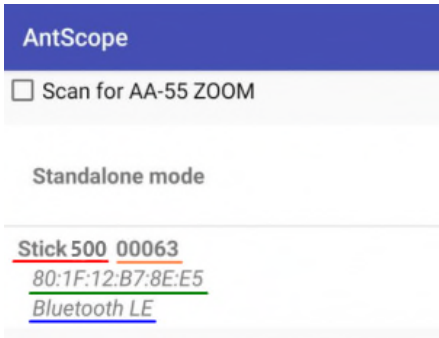 AntScope
Scan for AA-55 ZOOM
Standalone mode
Stick 500 00063
80:1F:12:B7:8E:E5
Bluetooth LE